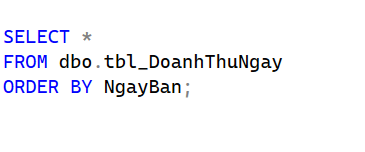 SELECT *
FROM dbo.tbl_DoanhThuNgay
ORDER BY NgayBan;